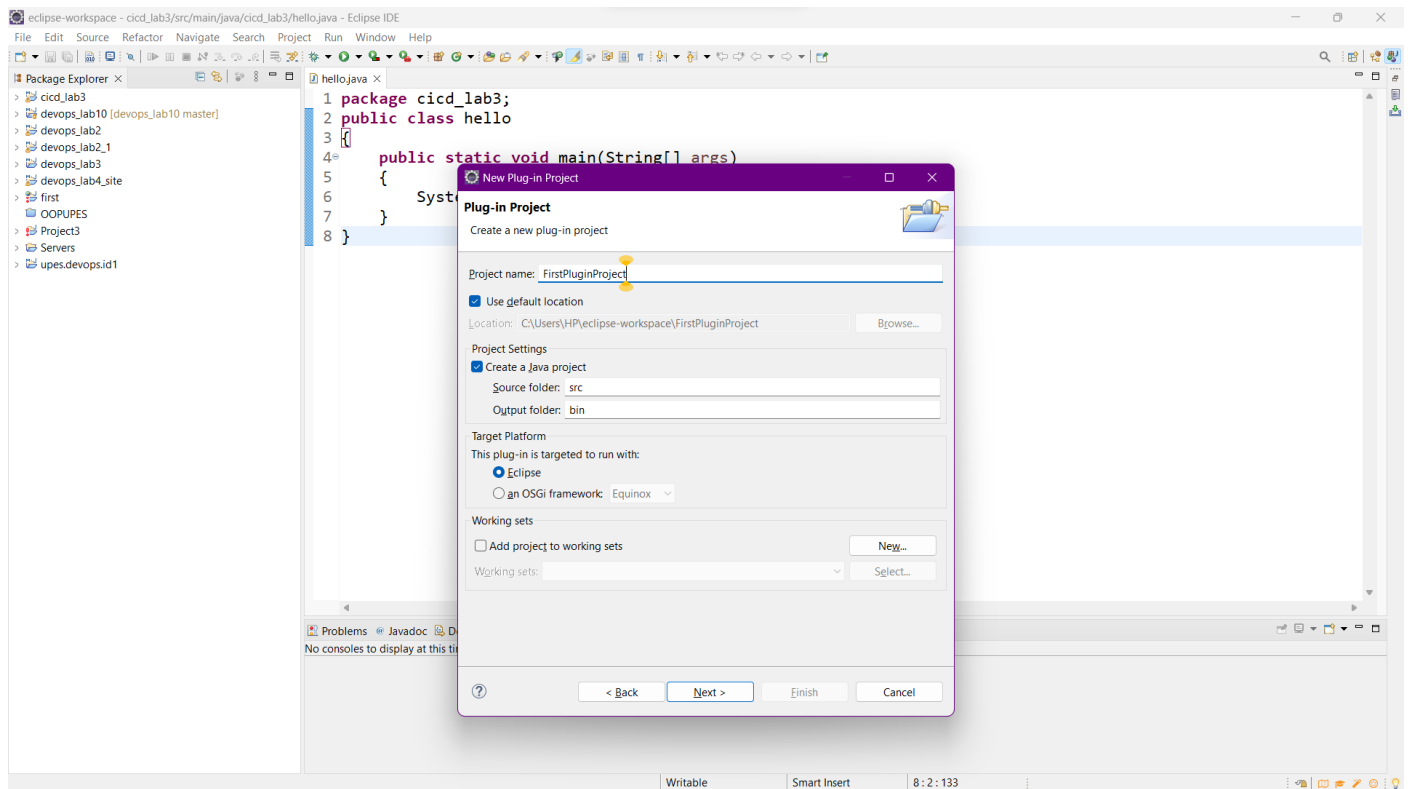 eclipse-workspace - cicd_lab3/src/main/java/cicd_lab3/hello.java - Eclipse IDE
File Edit Source Refactor Navigate Search Project Run Window Help
Package Explorer
hello.java
cicd_lab3
devops_lab10 [devops_lab10 master]
devops_lab2
devops_lab2_1
devops_lab3
devops_lab4_site
first
OOPUPES
Project3
Servers
upes.devops.id1
1 package cicd_lab3;
2 public class hello
3 {
4 public static void main(String[] args)
5 {
6 Syst
7 }
8 }
New Plug-in Project
Plug-in Project
Create a new plug-in project
Project name: FirstPluginProject
Use default location
Location: C:\Users\HP\eclipse-workspace\FirstPluginProject Browse...
Project Settings
Create a Java project
Source folder: src
Output folder: bin
Target Platform
This plug-in is targeted to run with:
Eclipse
an OSGi framework: Equinox
Working sets
Add project to working sets New...
Working sets: Select...
< Back Next > Finish Cancel
Problems Javadoc D
No consoles to display at this ti
Writable Smart Insert 8 : 2 : 133